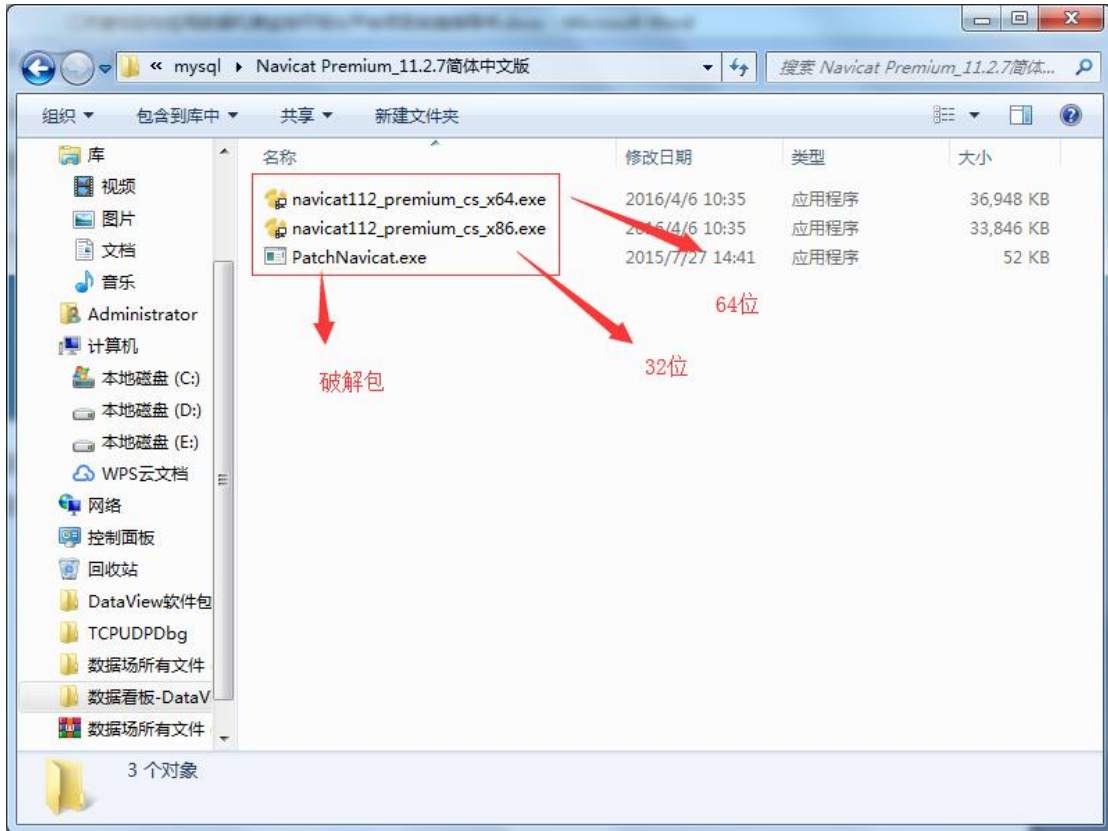 « mysql ▸ Navicat Premium_11.2.7简体中文版
搜索 Navicat Premium_11.2.7简体...
组织 包含到库中 共享 新建文件夹
名称 修改日期 类型 大小
navicat112_premium_cs_x64.exe 2016/4/6 10:35 应用程序 36,948 KB
navicat112_premium_cs_x86.exe 2016/4/6 10:35 应用程序 33,846 KB
PatchNavicat.exe 2015/7/27 14:41 应用程序 52 KB
64位
32位
破解包
库
视频
图片
文档
音乐
Administrator
计算机
本地磁盘 (C:)
本地磁盘 (D:)
本地磁盘 (E:)
WPS云文档
网络
控制面板
回收站
DataView软件包
TCPUDPDbg
数据场所有文件
数据看板-DataV
数据场所有文件
3 个对象